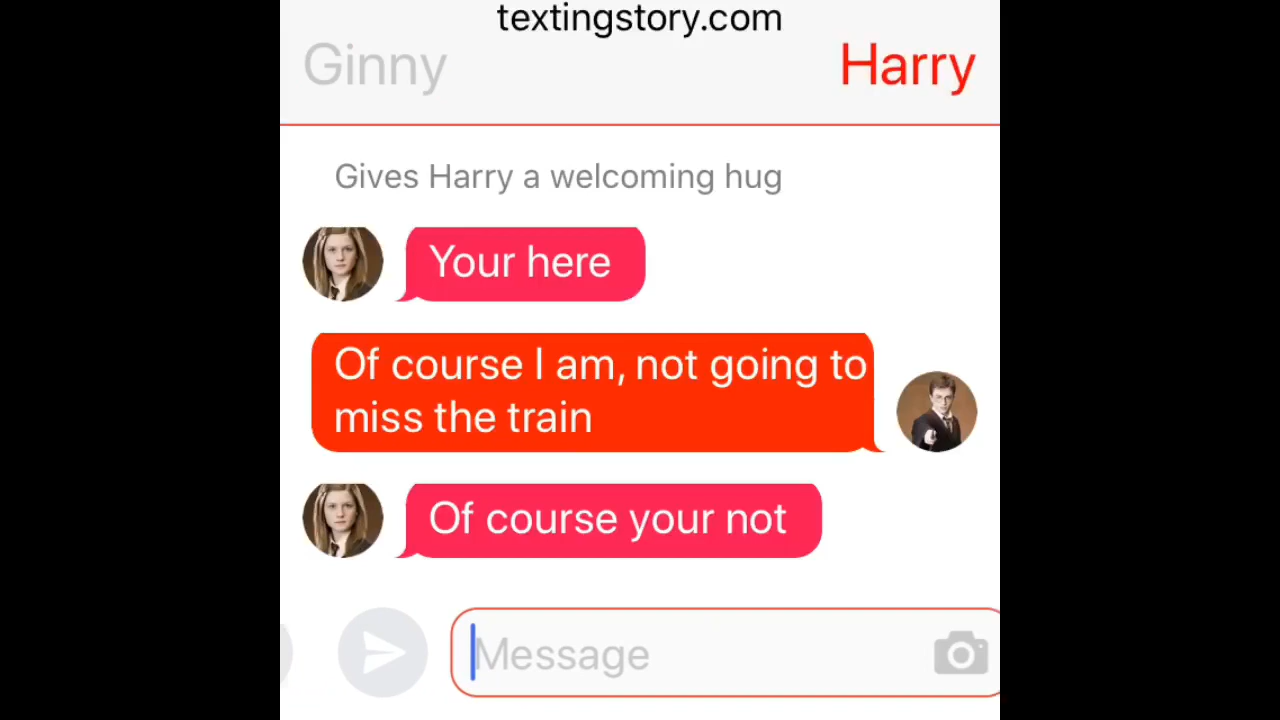 textingstory.com
Ginny
Harry
Gives Harry a welcoming hug
Your here
Of course I am, not going to
miss the train
Of course your not
Message